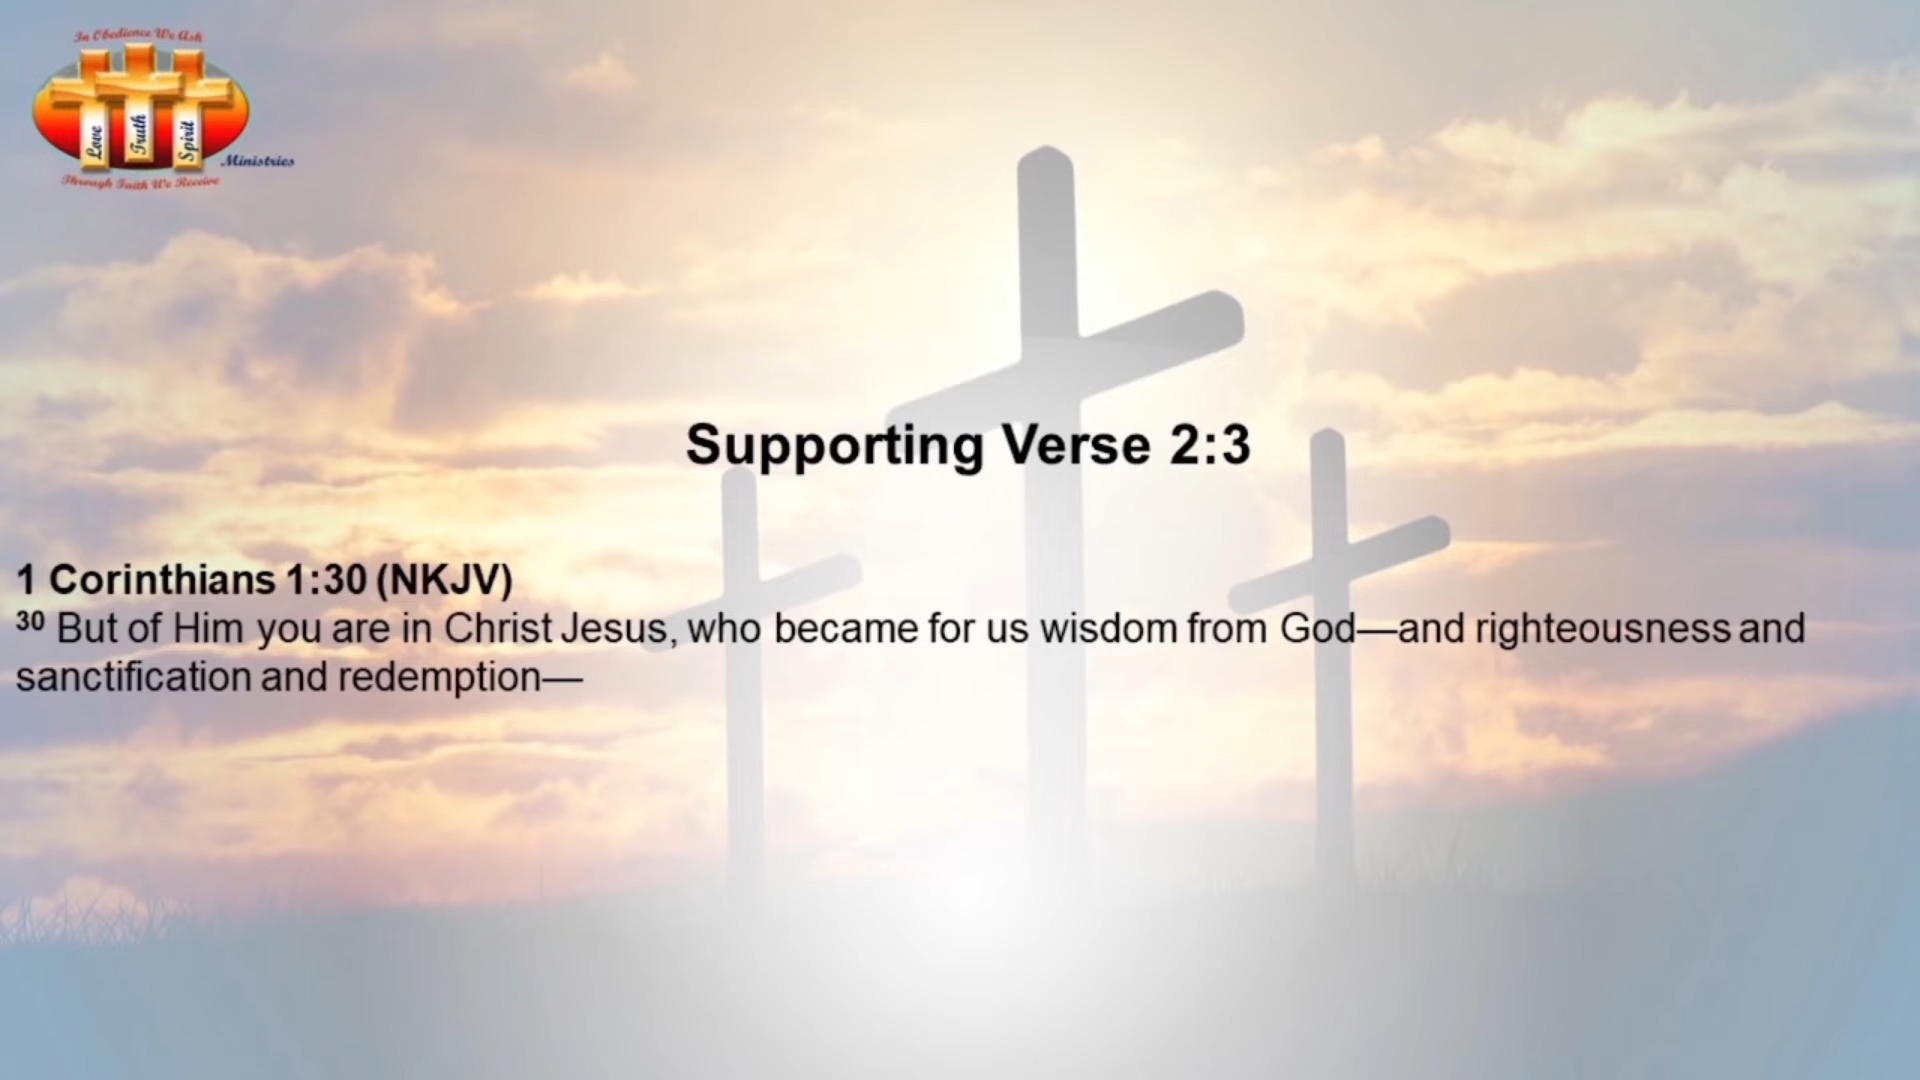 In Obedience We Ask
Love
Truth
Spirit
Ministries
Through Faith We Receive
Supporting Verse 2:3
1 Corinthians 1:30 (NKJV)
30 But of Him you are in Christ Jesus, who became for us wisdom from God—and righteousness and
sanctification and redemption—